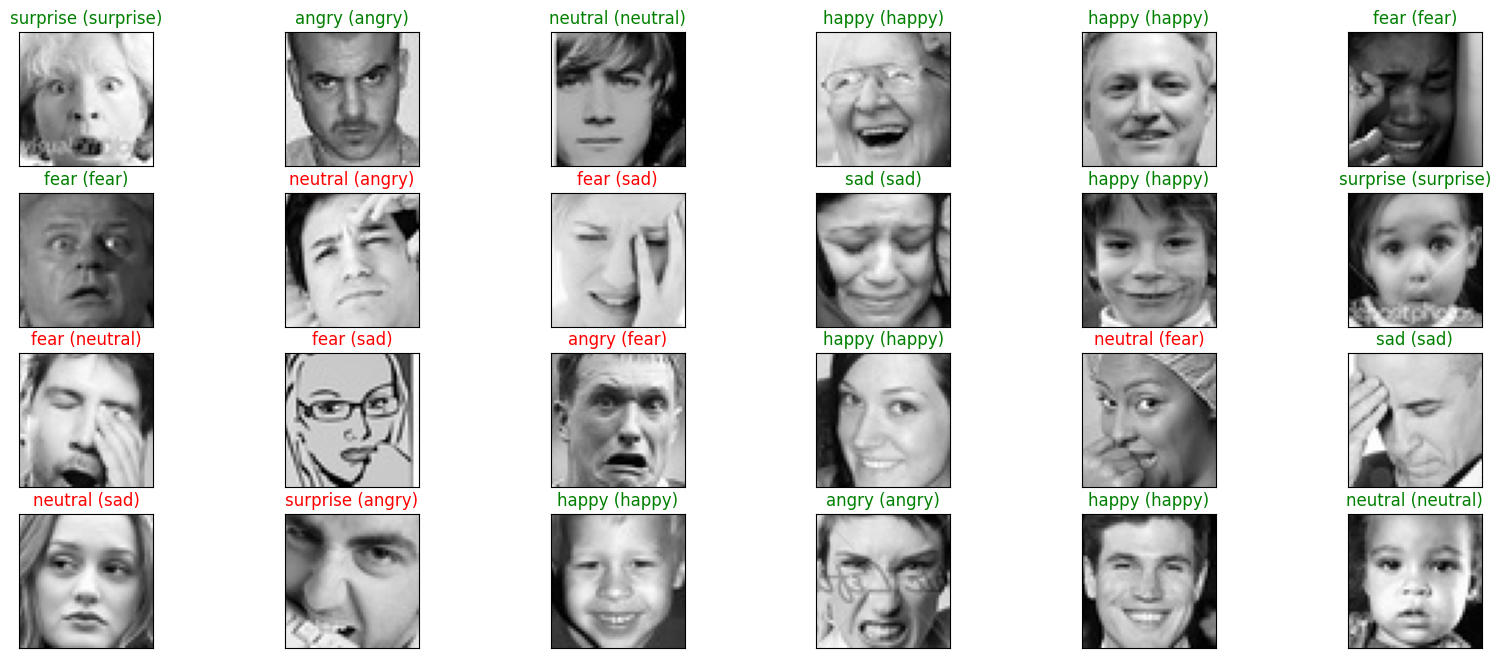 surprise (surprise) angry (angry) neutral (neutral) happy (happy) happy (happy) fear (fear)
fear (fear) neutral (angry) fear (sad) sad (sad) happy (happy) surprise (surprise)
fear (neutral) fear (sad) angry (fear) happy (happy) neutral (fear) sad (sad)
neutral (sad) surprise (angry) happy (happy) angry (angry) happy (happy) neutral (neutral)